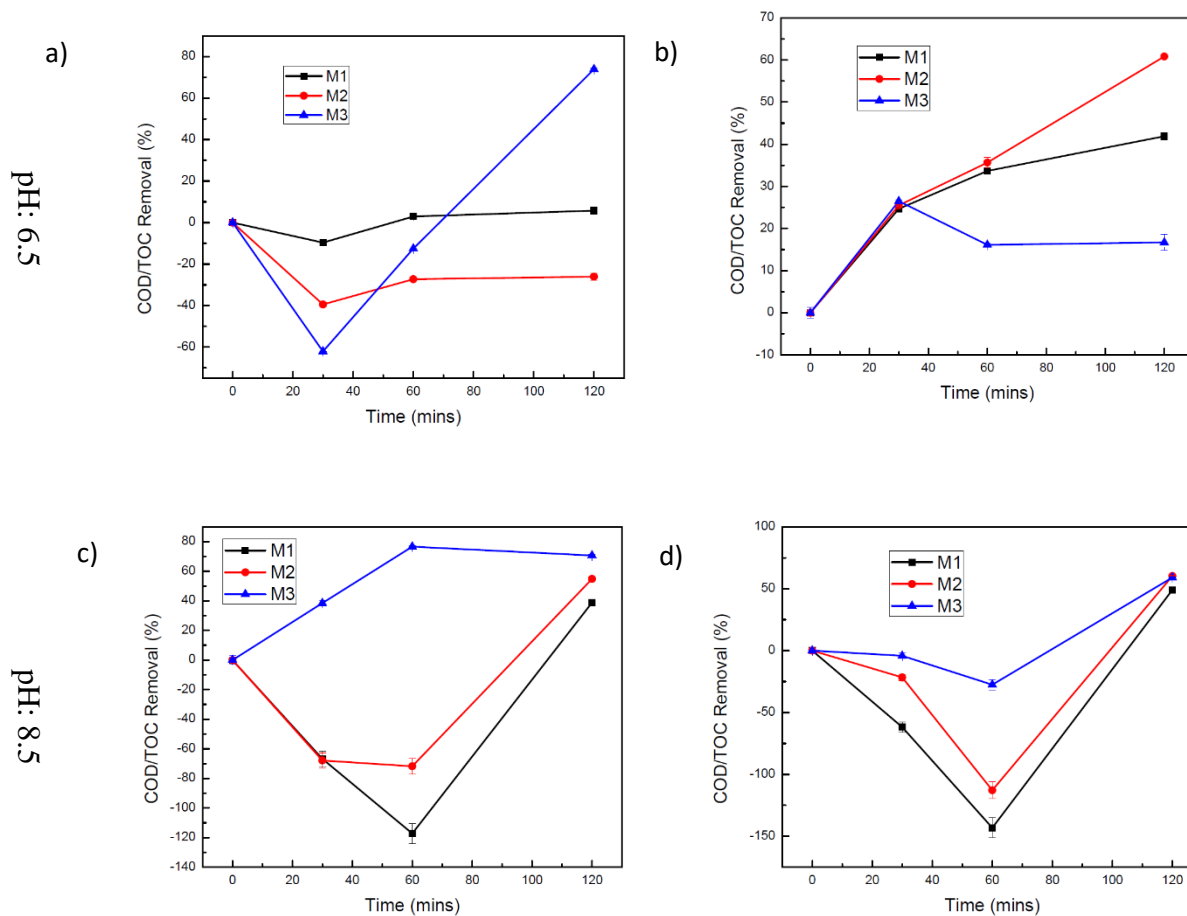 pH: 6.5
a)
M1
M2
M3
80
60
40
20
0
-20
-40
-60
COD/TOC Removal (%)
0 20 40 60 80 100 120
Time (mins)
b)
M1
M2
M3
70
60
50
40
30
20
10
0
-10
COD/TOC Removal (%)
0 20 40 60 80 100 120
Time (mins)
pH: 8.5
c)
M1
M2
M3
80
60
40
20
0
-20
-40
-60
-80
-100
-120
-140
COD/TOC Removal (%)
0 20 40 60 80 100 120
Time (mins)
d)
M1
M2
M3
100
50
0
-50
-100
-150
COD/TOC Removal (%)
0 20 40 60 80 100 120
Time (mins)